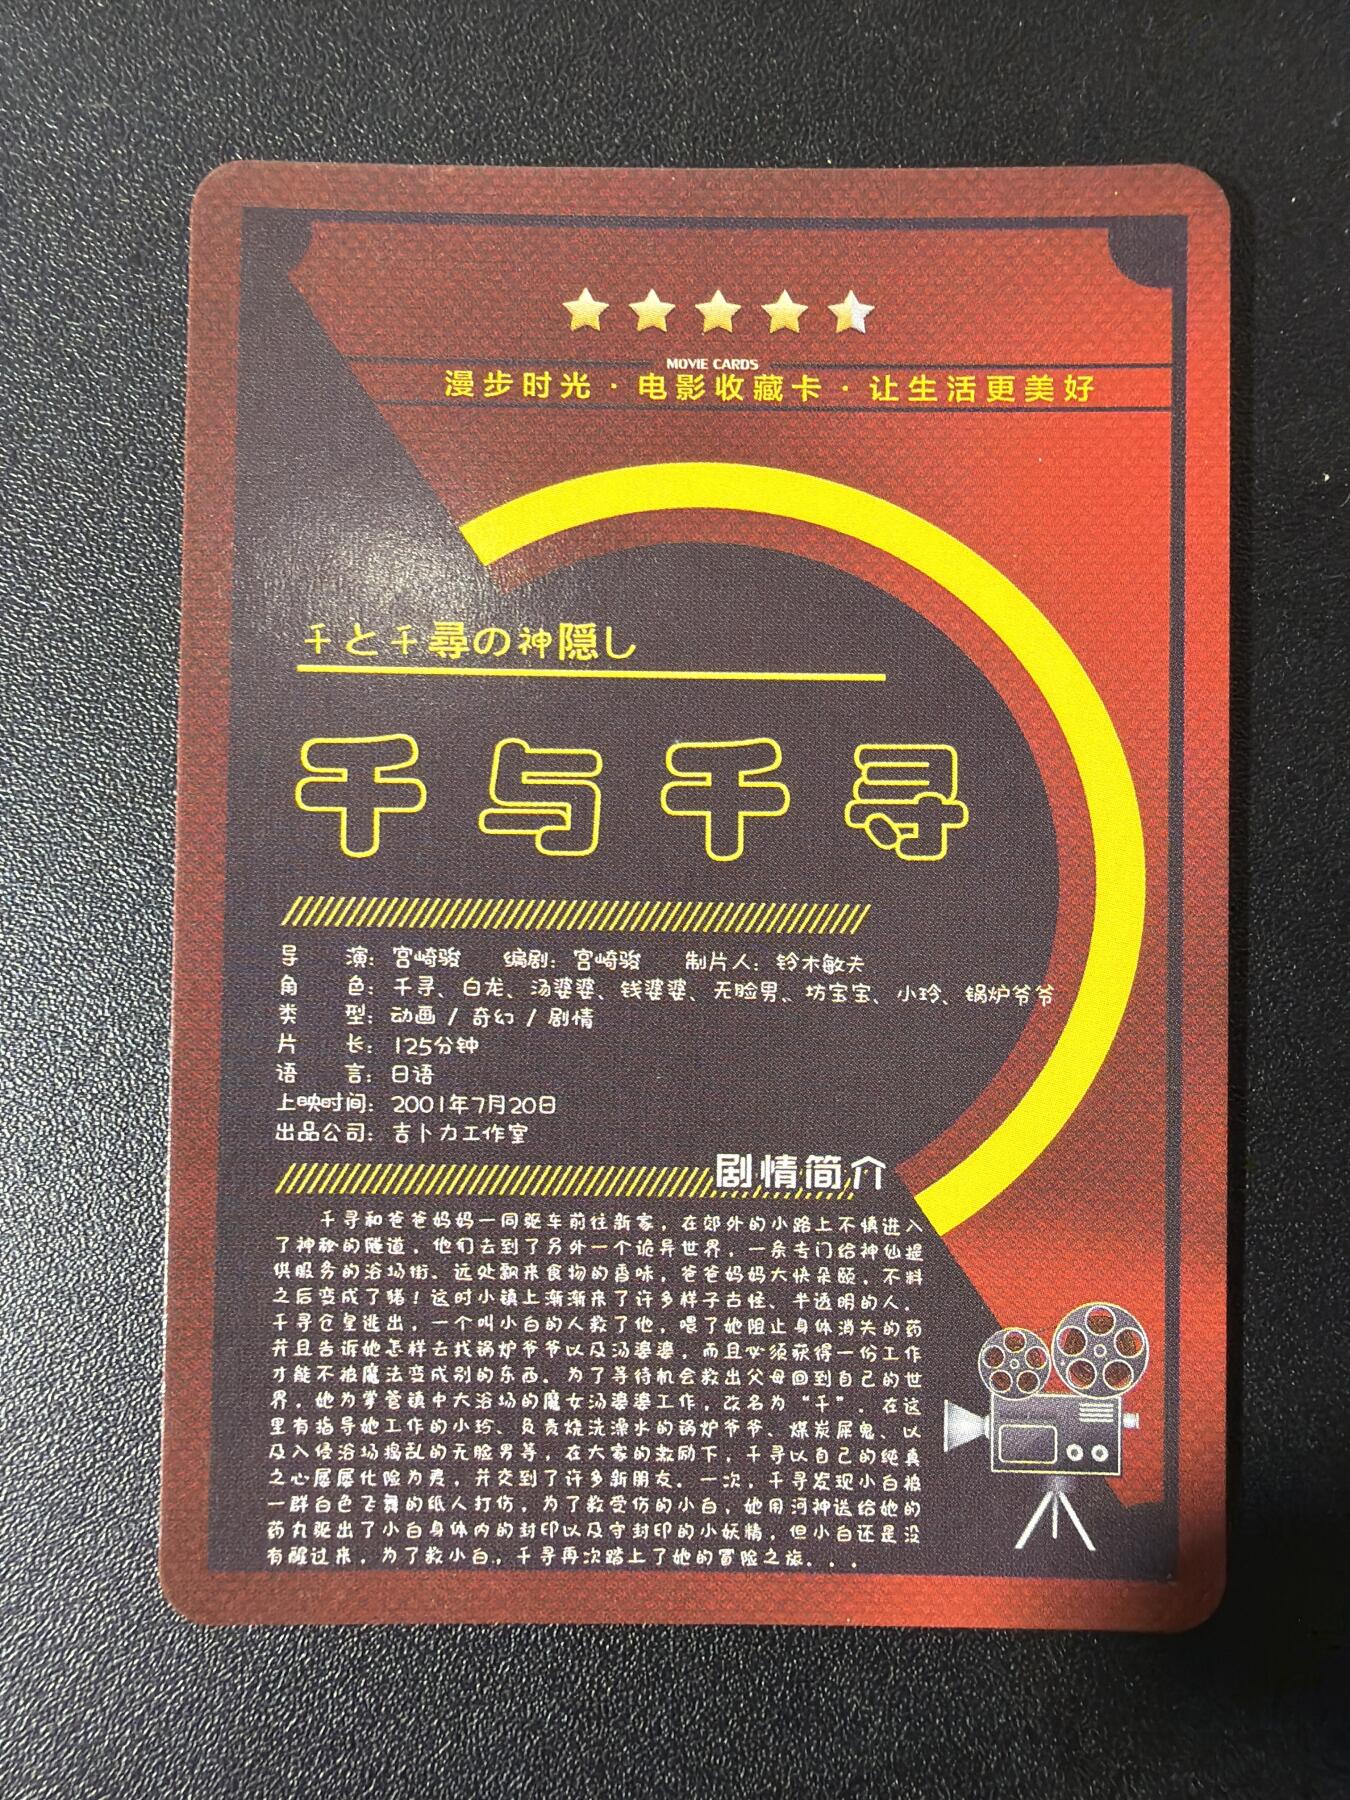 MOVIE CARDS
漫步时光·电影收藏卡·让生活更美好
千と千尋の神隠し
千与千寻
导 演：宫崎骏 编剧：宫崎骏 制片人：铃木敏夫
角 色：千寻、白龙、汤婆婆、钱婆婆、无脸男、坊宝宝、小玲、锅炉爷爷
类 型：动画 / 奇幻 / 剧情
片 长：125分钟
语 言：日语
上映时间：2001年7月20日
出品公司：吉卜力工作室
剧情简介
千寻和爸爸妈妈一同驱车前往新家，在郊外的小路上不慎进入
了神秘的隧道，他们去到了另外一个诡异世界，一条专门给神仙提
供服务的浴场街。远处飘来食物的香味，爸爸妈妈大快朵颐，不料
之后变成了猪！这时小镇上渐渐来了许多样子古怪、半透明的人。
千寻仓皇逃出，一个叫小白的人救了他，喂了她阻止身体消失的药
并且告诉她怎样去找锅炉爷爷以及汤婆婆，而且必须获得一份工作
才能不被魔法变成别的东西。为了等待机会救出父母回到自己的世
界，她为掌管镇中大浴场的魔女汤婆婆工作，改名为“千”。在这
里有指导她工作的小玲、负责烧洗澡水的锅炉爷爷、煤炭屎鬼、以
及入侵浴场捣乱的无脸男等，在大家的激励下，千寻以自己的纯真
之心屡屡化险为夷，并交到了许多新朋友。一次，千寻发现小白被
一群白色飞舞的纸人打伤，为了救受伤的小白，她用河神送给她的
药丸驱出了小白身体内的封印以及守封印的小妖精，但小白还是没
有醒过来，为了救小白，千寻再次踏上了她的冒险之旅．．．